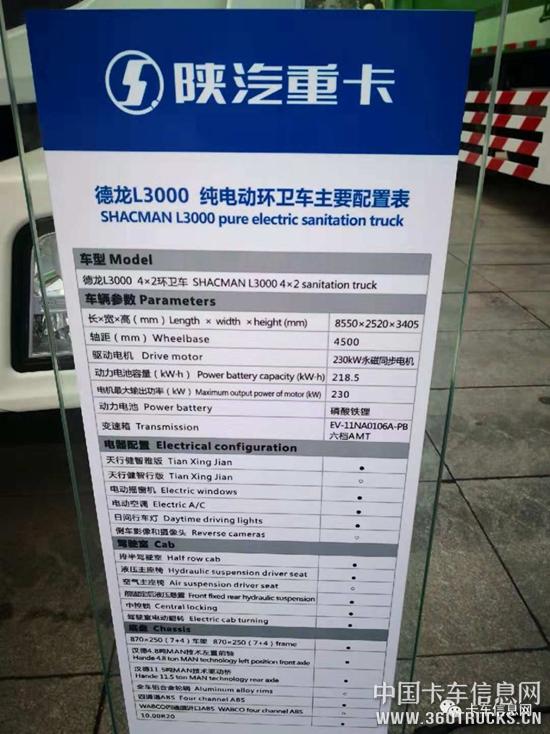 陕汽重卡
德龙L3000 纯电动环卫车主要配置表
SHACMAN L3000 pure electric sanitation truck
车型 Model
德龙L3000 4×2环卫车 SHACMAN L3000 4×2 sanitation truck
车辆参数 Parameters
长×宽×高（mm）Length × width ×height (mm) 8550×2520×3405
轴距（mm）Wheelbase 4500
驱动电机 Drive motor 230kW永磁同步电机
动力电池容量（kW·h）Power battery capacity (kW·h) 218.5
电机最大输出功率（kW）Maximum output power of motor (kW) 230
动力电池 Power battery 磷酸铁锂
变速箱 Transmission EV-11NA0106A-PB
六档AMT
电器配置 Electrical configuration
天行健智雅版 Tian Xing Jian ●
天行健智行版 Tian Xing Jian ○
电动摇窗机 Electric windows ●
电动空调 Electric A/C ●
日间行车灯 Daytime driving lights ●
倒车影像和摄像头 Reverse cameras ○
驾驶室 Cab
半驾驶室 Half row cab ●
液压主座椅 Hydraulic suspension driver seat ●
空气主座椅 Air suspension driver seat ○
前固定后液压悬置 Front fixed rear hydraulic suspension ●
中控锁 Central locking ●
驾驶室电动翻转 Electric cab turning ●
底盘 Chassis
870×250（7+4）车架 870×250 (7+4) frame ●
汉德4.8吨MAN技术左置前轴
Hande 4.8 ton MAN technology left position front axle ●
汉德11.5吨MAN技术驱动桥
Hande 11.5 ton MAN technology rear axle ●
全车铝合金轮辋 Aluminum alloy rims ○
四通道ABS Four channel ABS ●
WABCO四通道进口ABS WABCO four channel ABS ○
10.00R20 ●
中国卡车信息网
WWW.360TRUCKS.CN
卡车信息网